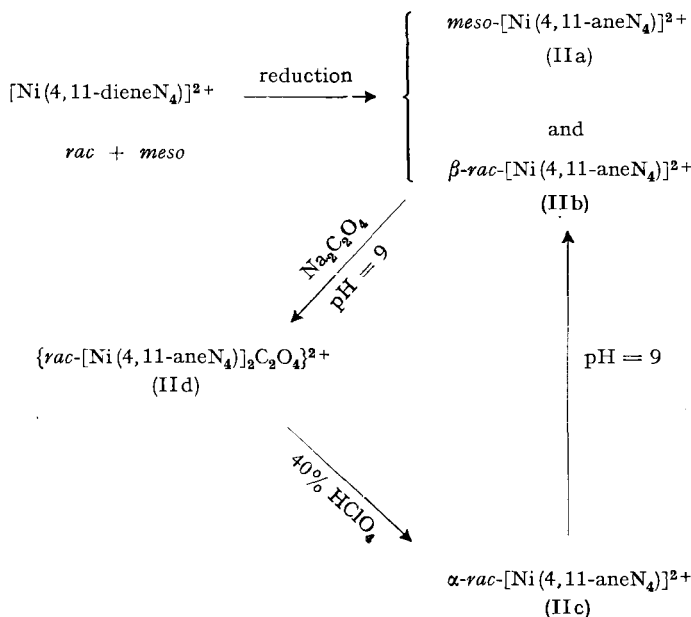 meso-[Ni(4,11-aneN₄)]²⁺
(IIa)
[Ni(4,11-dieneN₄)]²⁺
reduction
rac + meso
and
β-rac-[Ni(4,11-aneN₄)]²⁺
(IIb)
Na₂C₂O₄
pH = 9
{rac-[Ni(4,11-aneN₄)]₂C₂O₄}²⁺
(IId)
pH = 9
40% HClO₄
α-rac-[Ni(4,11-aneN₄)]²⁺
(IIc)